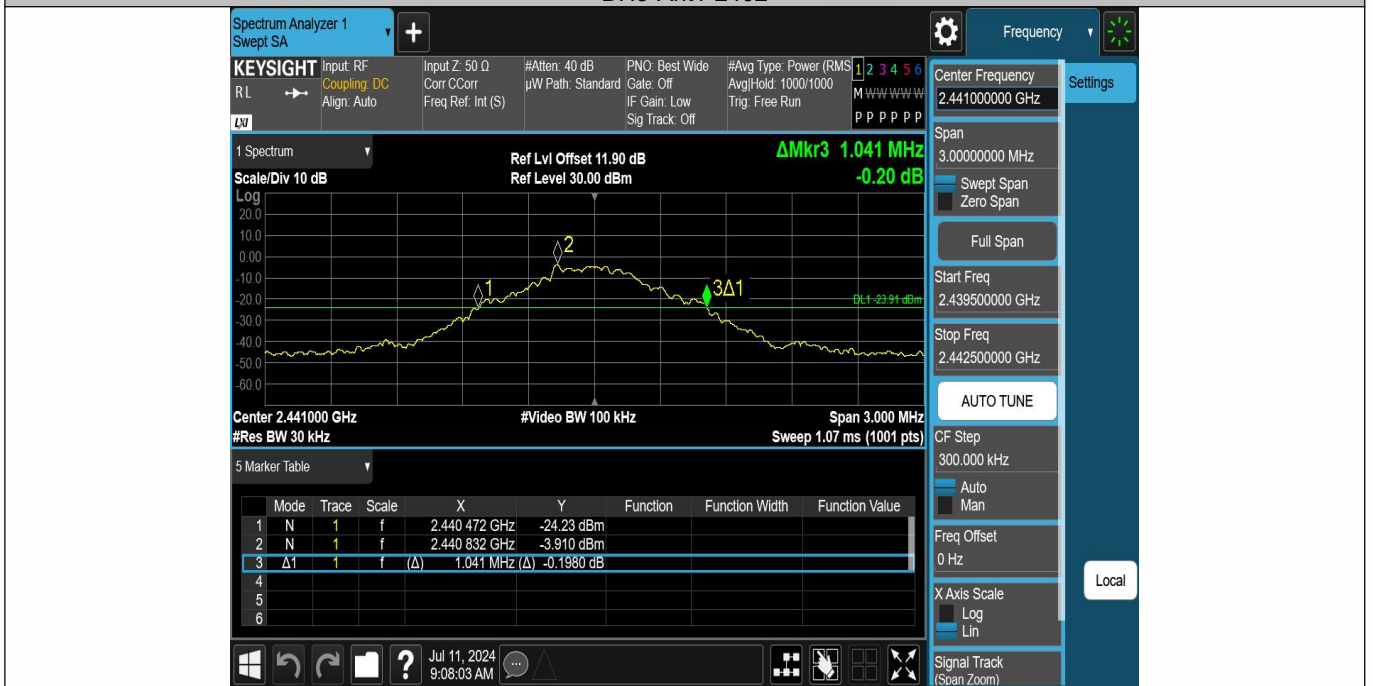 Spectrum Analyzer 1
Swept SA
+
Frequency
KEYSIGHT
RL
LXI
Input: RF
Coupling: DC
Align: Auto
Input Z: 50 Ω
Corr CCorr
Freq Ref: Int (S)
#Atten: 40 dB
µW Path: Standard
PNO: Best Wide
Gate: Off
IF Gain: Low
Sig Track: Off
#Avg Type: Power (RMS
Avg|Hold: 1000/1000
Trig: Free Run
1 2 3 4 5 6
M W W W W W
P P P P P P
1 Spectrum
Scale/Div 10 dB
Ref Lvl Offset 11.90 dB
Ref Level 30.00 dBm
ΔMkr3 1.041 MHz
-0.20 dB
Log
20.0
10.0
0.00
-10.0
-20.0
-30.0
-40.0
-50.0
-60.0
1
2
3Δ1
DL1 -23.91 dBm
Center 2.441000 GHz
#Video BW 100 kHz
Span 3.000 MHz
#Res BW 30 kHz
Sweep 1.07 ms (1001 pts)
5 Marker Table
Mode Trace Scale X Y Function Function Width Function Value
1 N 1 f 2.440 472 GHz -24.23 dBm
2 N 1 f 2.440 832 GHz -3.910 dBm
3 Δ1 1 f (Δ) 1.041 MHz (Δ) -0.1980 dB
4
5
6
?
Jul 11, 2024
9:08:03 AM
Center Frequency
2.441000000 GHz
Settings
Span
3.00000000 MHz
Swept Span
Zero Span
Full Span
Start Freq
2.439500000 GHz
Stop Freq
2.442500000 GHz
AUTO TUNE
CF Step
300.000 kHz
Auto
Man
Freq Offset
0 Hz
X Axis Scale
Log
Lin
Signal Track
(Span Zoom)
Local